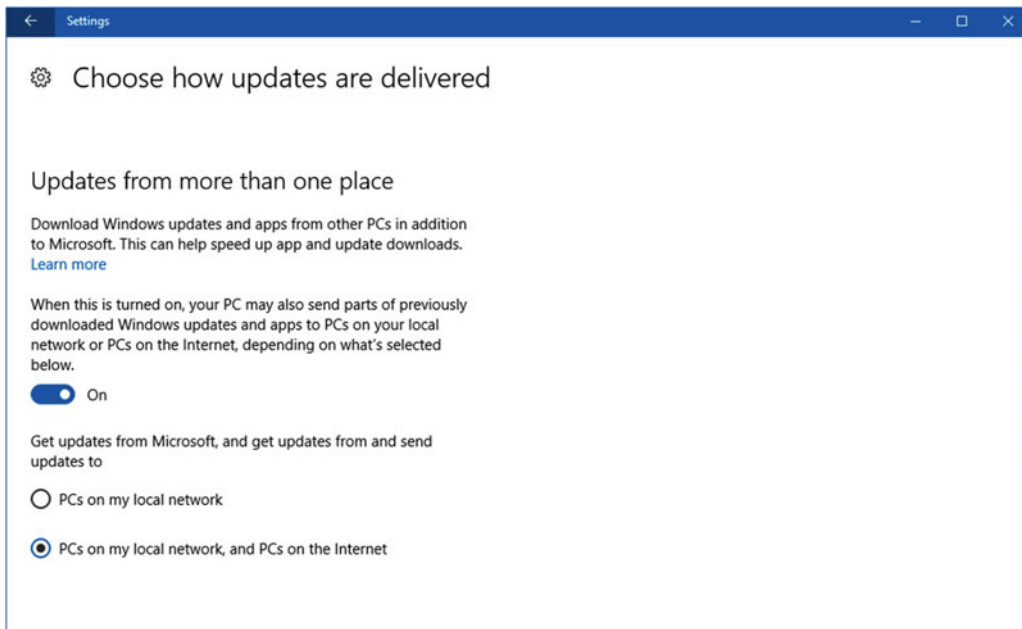 Settings
Choose how updates are delivered
Updates from more than one place
Download Windows updates and apps from other PCs in addition
to Microsoft. This can help speed up app and update downloads.
Learn more
When this is turned on, your PC may also send parts of previously
downloaded Windows updates and apps to PCs on your local
network or PCs on the Internet, depending on what's selected
below.
On
Get updates from Microsoft, and get updates from and send
updates to
PCs on my local network
PCs on my local network, and PCs on the Internet